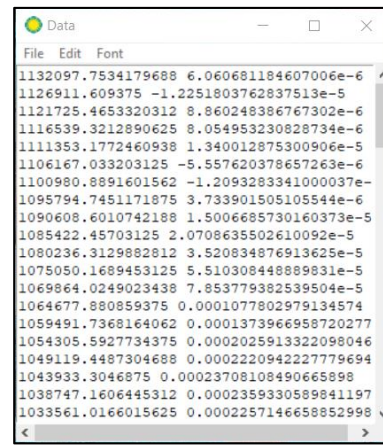 Data
File Edit Font
1132097.7534179688 6.060681184607006e-6
1126911.609375 -1.2251803762837513e-5
1121725.4653320312 8.860248386767302e-6
1116539.3212890625 8.054953230828734e-6
1111353.1772460938 1.340012875300906e-5
1106167.033203125 -5.557620378657263e-6
1100980.8891601562 -1.2093283341000037e-
1095794.7451171875 3.733901505105544e-6
1090608.6010742188 1.5006685730160373e-5
1085422.45703125 2.0708635502610092e-5
1080236.3129882812 3.520834876913625e-5
1075050.1689453125 5.510308448889831e-5
1069864.0249023438 7.853779382539504e-5
1064677.880859375 0.0001077802979134574
1059491.7368164062 0.0001373966958720277
1054305.5927734375 0.0002025913322098046
1049119.4487304688 0.00022209422227779694
1043933.3046875 0.00023708108490665898
1038747.1606445312 0.0002359330589841197
1033561.0166015625 0.0002257146658852998